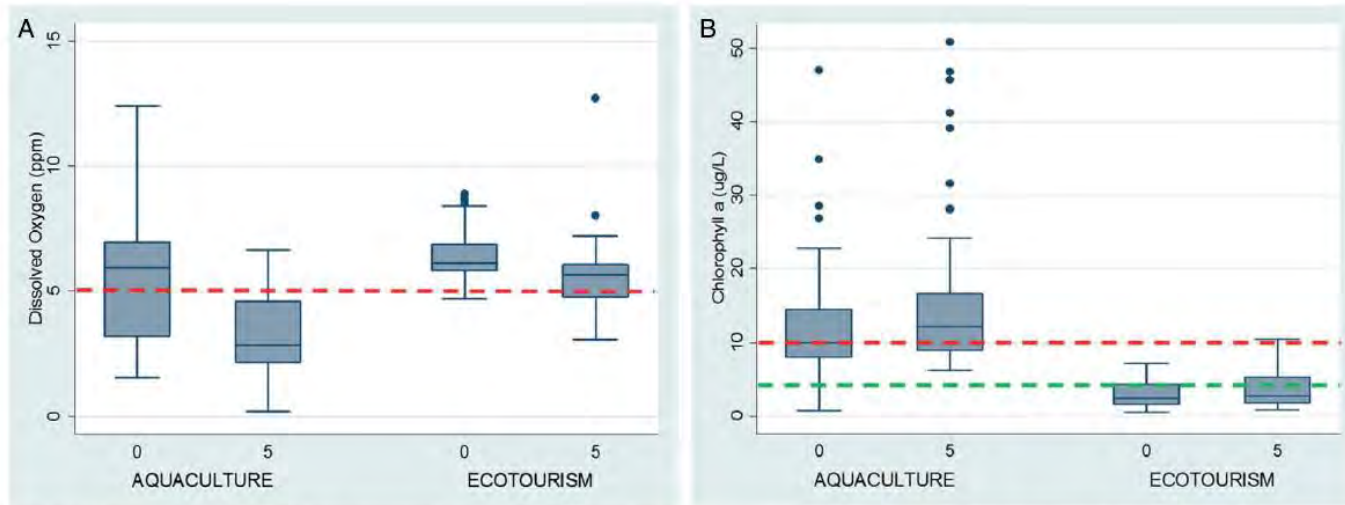 A
Dissolved Oxygen (ppm)
15
10
5
0
0 5 0 5
AQUACULTURE ECOTOURISM
B
Chlorophyll a (ug/L)
50
40
30
20
10
0
0 5 0 5
AQUACULTURE ECOTOURISM